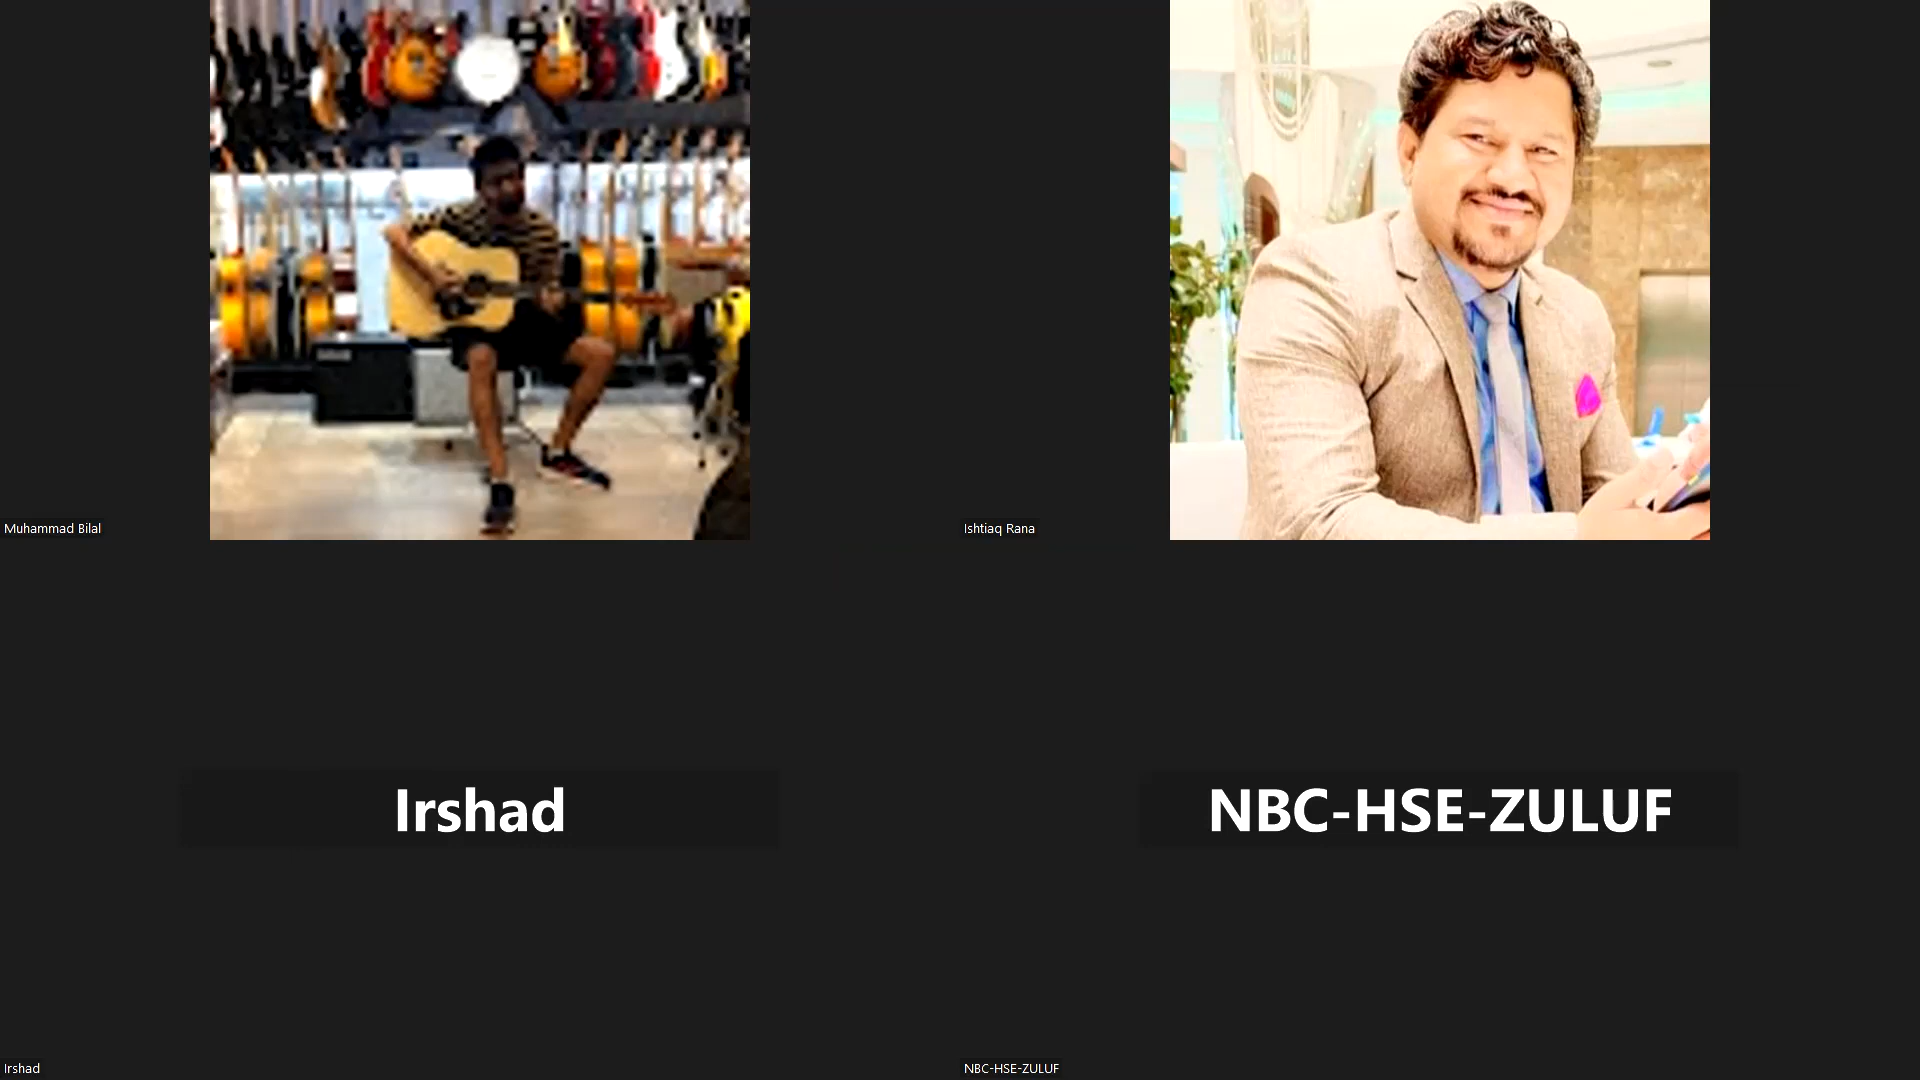 Muhammad Bilal
Ishtiaq Rana
Irshad
NBC-HSE-ZULUF
Irshad
NBC-HSE-ZULUF